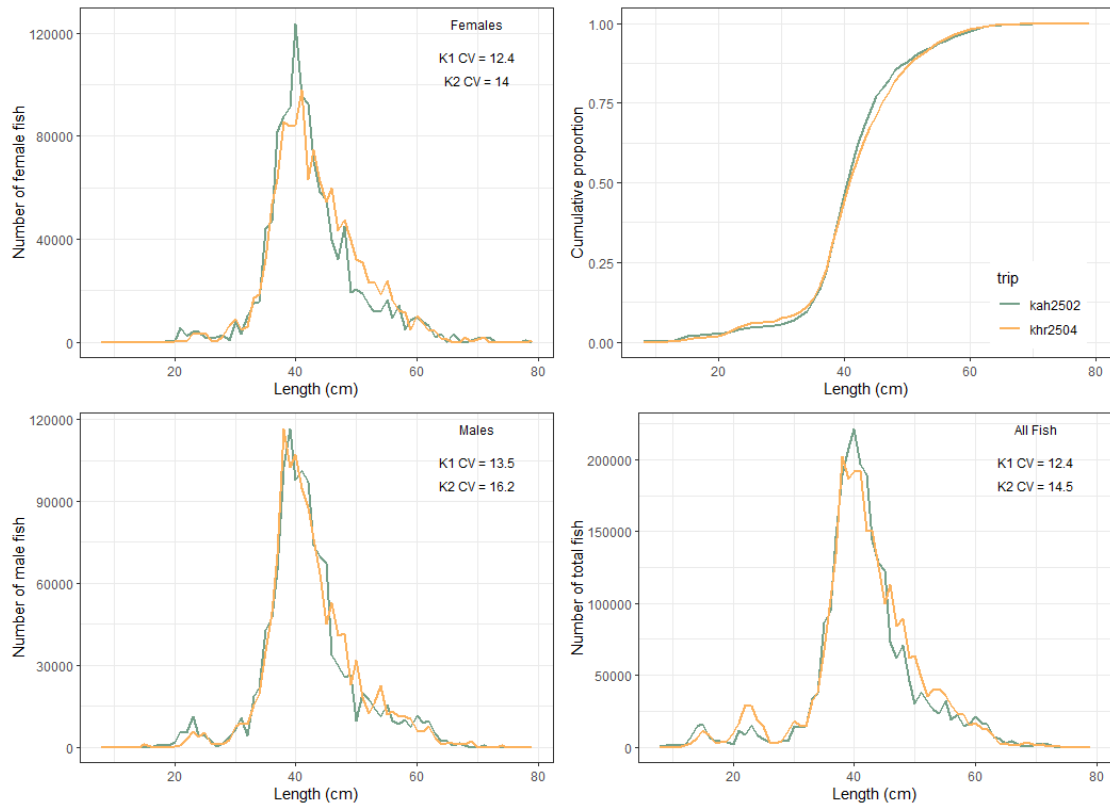 Females
K1 CV = 12.4
K2 CV = 14
Number of female fish
120000
80000
40000
0
20
40
60
80
Length (cm)
Cumulative proportion
1.00
0.75
0.50
0.25
0.00
trip
kah2502
khr2504
20
40
60
80
Length (cm)
Males
K1 CV = 13.5
K2 CV = 16.2
Number of male fish
120000
90000
60000
30000
0
20
40
60
80
Length (cm)
All Fish
K1 CV = 12.4
K2 CV = 14.5
Number of total fish
200000
150000
100000
50000
0
20
40
60
80
Length (cm)